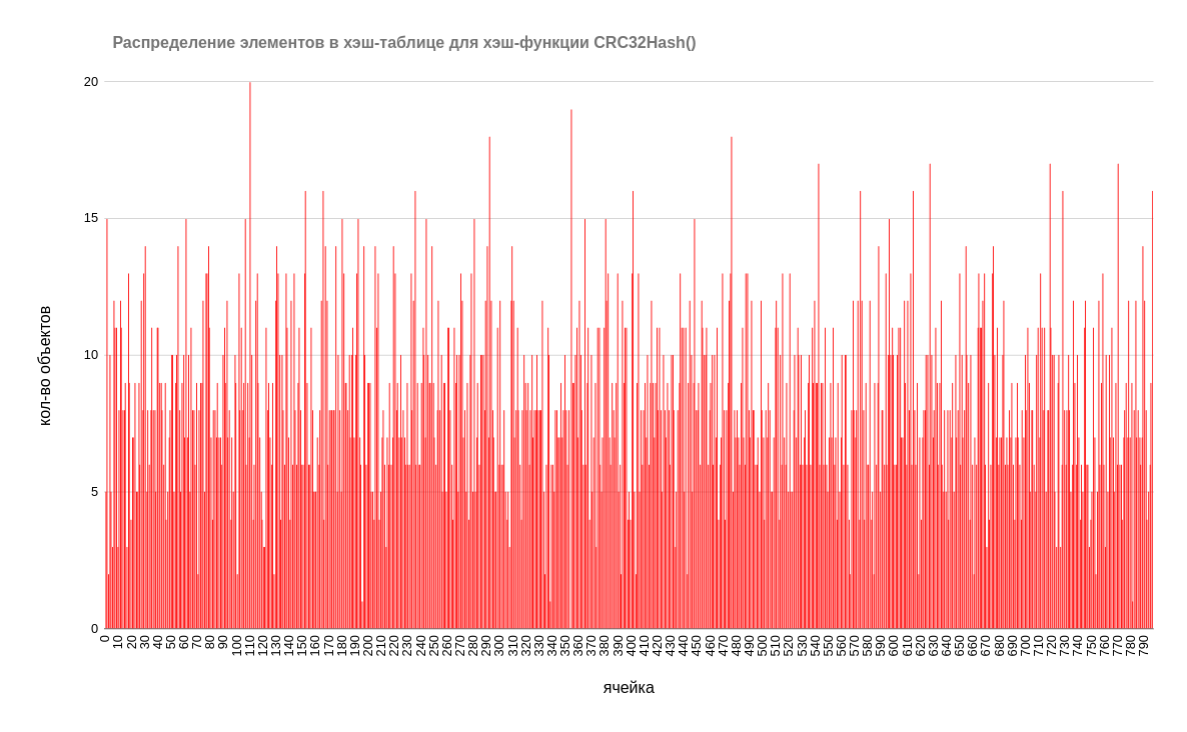 Распределение элементов в хэш-таблице для хэш-функции CRC32Hash()
кол-во объектов
20
15
10
5
0
0 10 20 30 40 50 60 70 80 90 100 110 120 130 140 150 160 170 180 190 200 210 220 230 240 250 260 270 280 290 300 310 320 330 340 350 360 370 380 390 400 410 420 430 440 450 460 470 480 490 500 510 520 530 540 550 560 570 580 590 600 610 620 630 640 650 660 670 680 690 700 710 720 730 740 750 760 770 780 790
ячейка